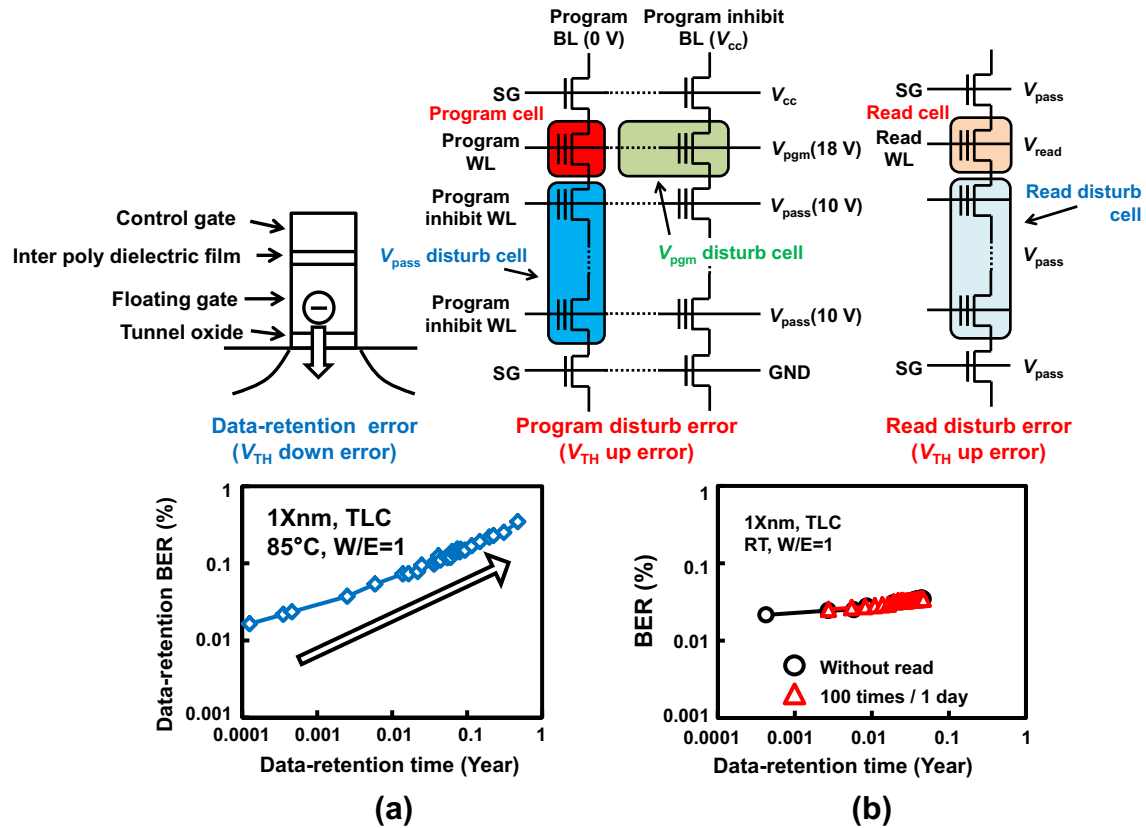 Program
BL (0 V)
Program inhibit
BL (Vcc)
SG
Vcc
Program cell
Program
WL
Vpgm(18 V)
Program
inhibit WL
Vpass(10 V)
Vpass disturb cell
Vpgm disturb cell
Program
inhibit WL
Vpass(10 V)
SG
GND
Program disturb error
(VTH up error)
Control gate
Inter poly dielectric film
Floating gate
Tunnel oxide
Data-retention error
(VTH down error)
SG
Vpass
Read cell
Read
WL
Vread
Read disturb
cell
Vpass
SG
Vpass
Read disturb error
(VTH up error)
Data-retention BER (%)
1
0.1
0.01
0.001
1Xnm, TLC
85°C, W/E=1
0.0001 0.001 0.01 0.1 1
Data-retention time (Year)
(a)
BER (%)
1
0.1
0.01
0.001
1Xnm, TLC
RT, W/E=1
Without read
100 times / 1 day
0.0001 0.001 0.01 0.1 1
Data-retention time (Year)
(b)